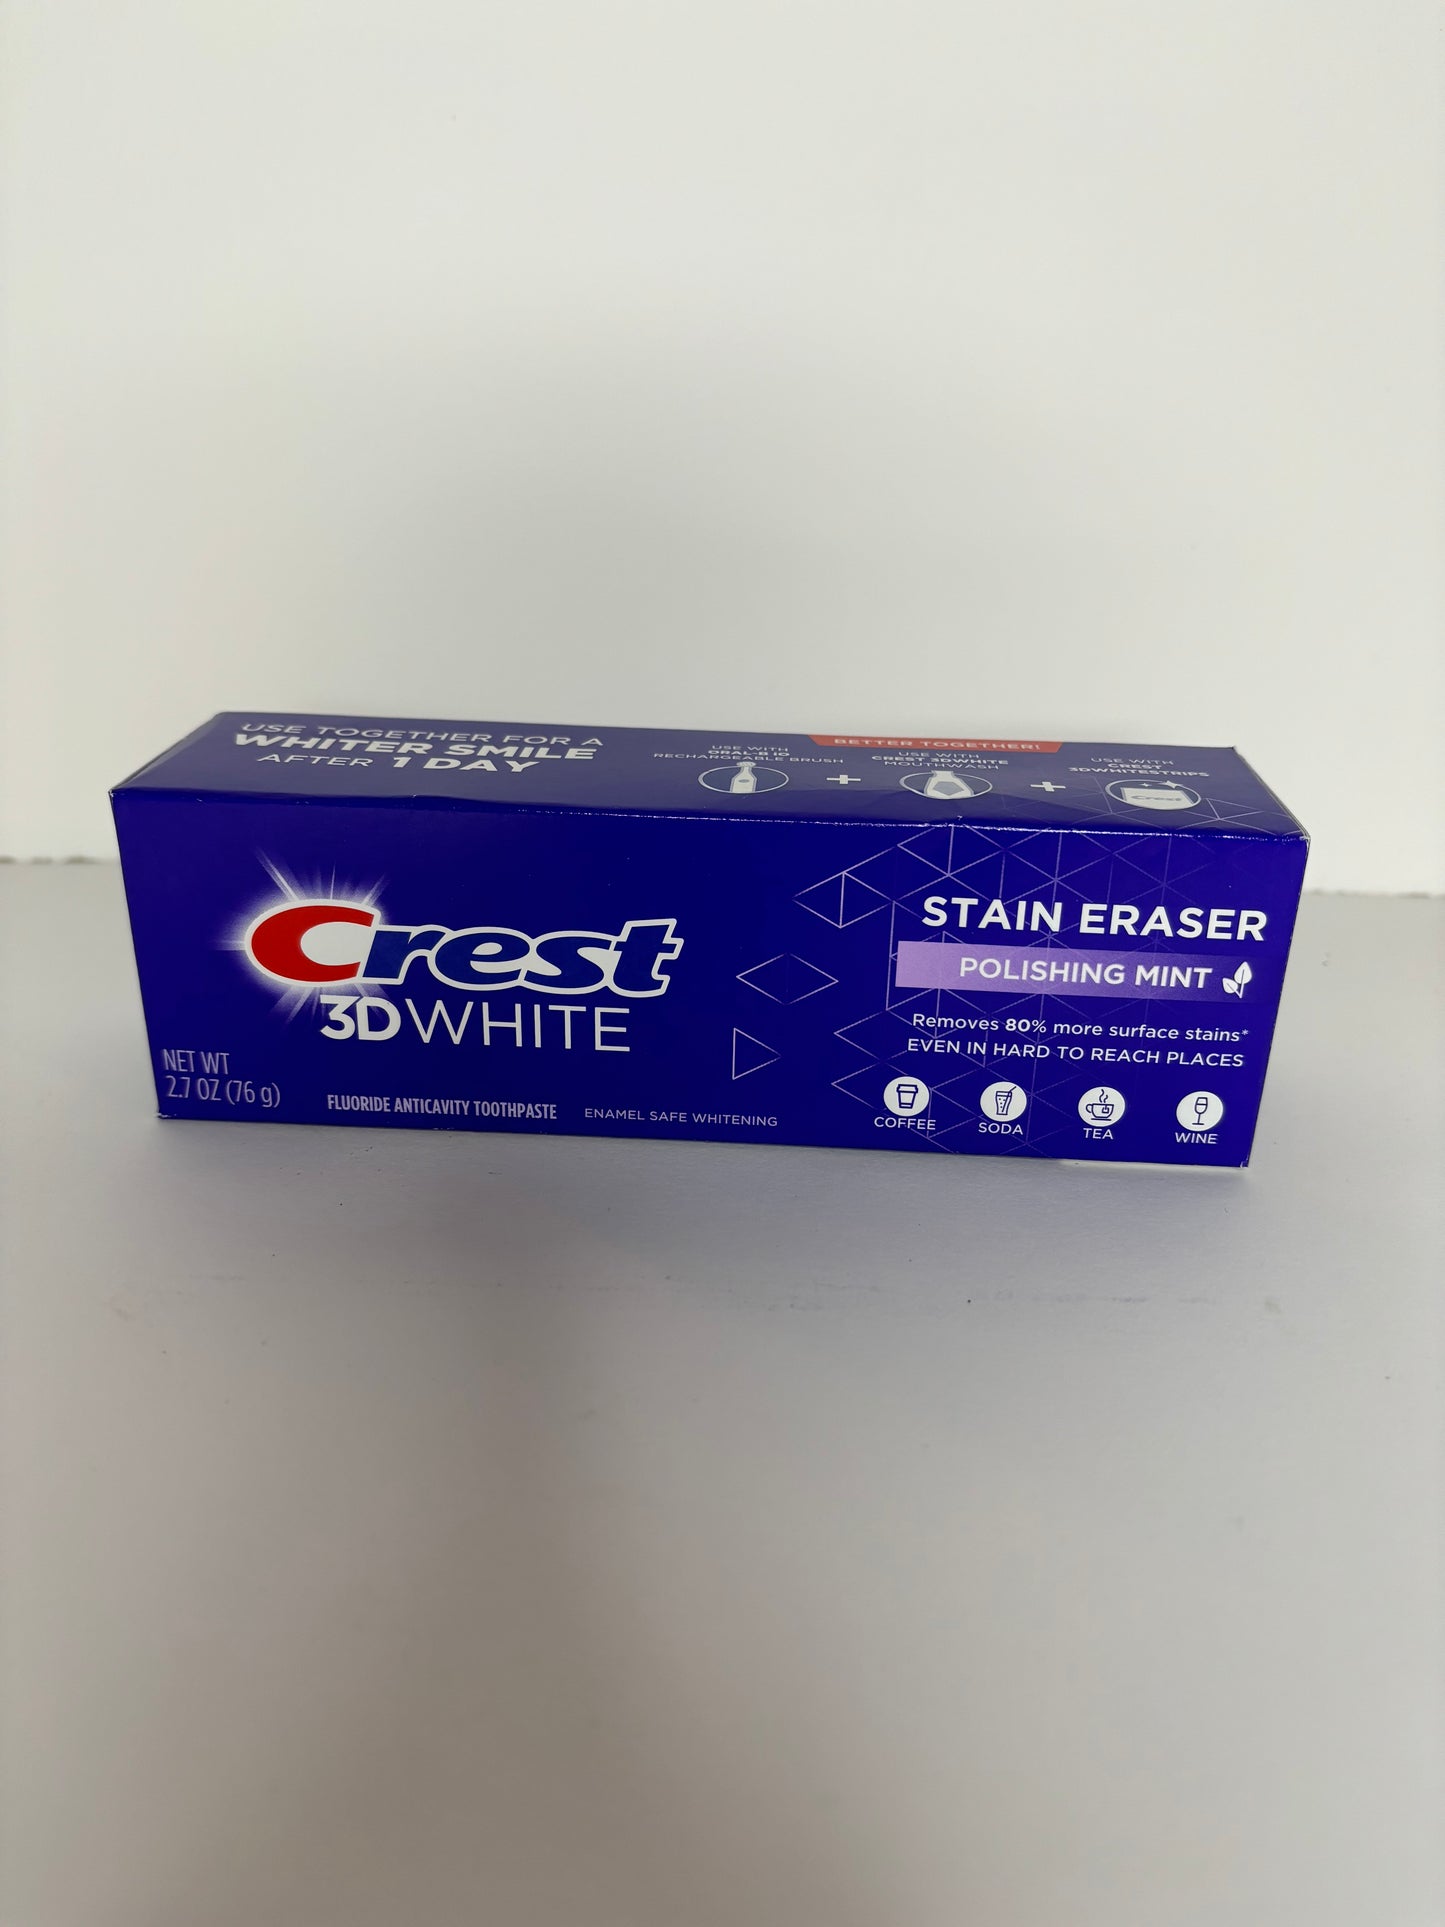 USE TOGETHER FOR A
WHITER SMILE
AFTER 1 DAY
BETTER TOGETHER!
USE WITH
ORAL-B iO
RECHARGEABLE BRUSH
+
USE WITH
CREST 3DWHITE
MOUTHWASH
+
USE WITH
CREST
3DWHITESTRIPS
Crest
Crest
3DWHITE
NET WT
2.7 OZ (76 g)
FLUORIDE ANTICAVITY TOOTHPASTE
ENAMEL SAFE WHITENING
STAIN ERASER
POLISHING MINT
Removes 80% more surface stains*
EVEN IN HARD TO REACH PLACES
COFFEE
SODA
TEA
WINE